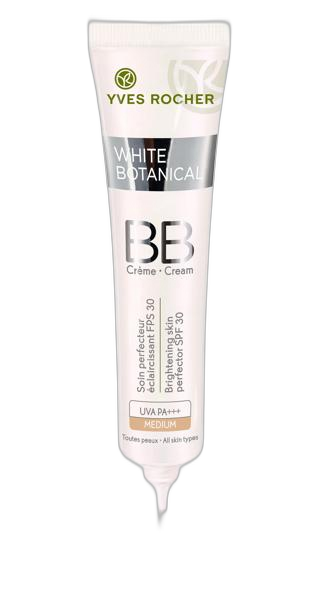 YVES ROCHER
WHITE
BOTANICAL
BB
Crème • Cream
Soin perfecteur
éclaircissant FPS 30
Brightening skin
perfector SPF 30
UVA PA+++
MEDIUM
Toutes peaux • All skin types